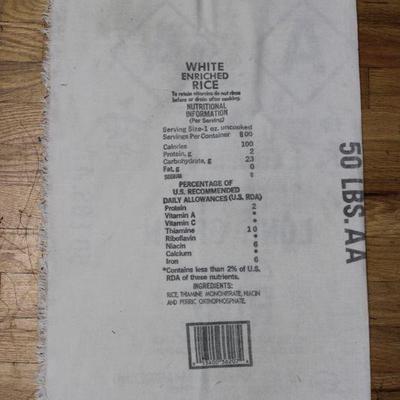 WHITE
ENRICHED
RICE
To retain vitamins do not rinse
before or drain after cooking.
NUTRITIONAL
INFORMATION
(Per Serving)
Serving Size-1 oz. uncooked
Servings Per Container 800
Calories 100
Protein, g 2
Carbohydrate, g 23
Fat, g 0
SODIUM
PERCENTAGE OF
U.S. RECOMMENDED
DAILY ALLOWANCES (U.S. RDA)
Protein 2
Vitamin A *
Vitamin C *
Thiamine 10
Riboflavin *
Niacin 6
Calcium *
Iron 6
*Contains less than 2% of U.S.
RDA of these nutrients.
INGREDIENTS:
RICE, THIAMINE MONONITRATE, NIACIN
AND FERRIC ORTHOPHOSPHATE.
50 LBS. AA